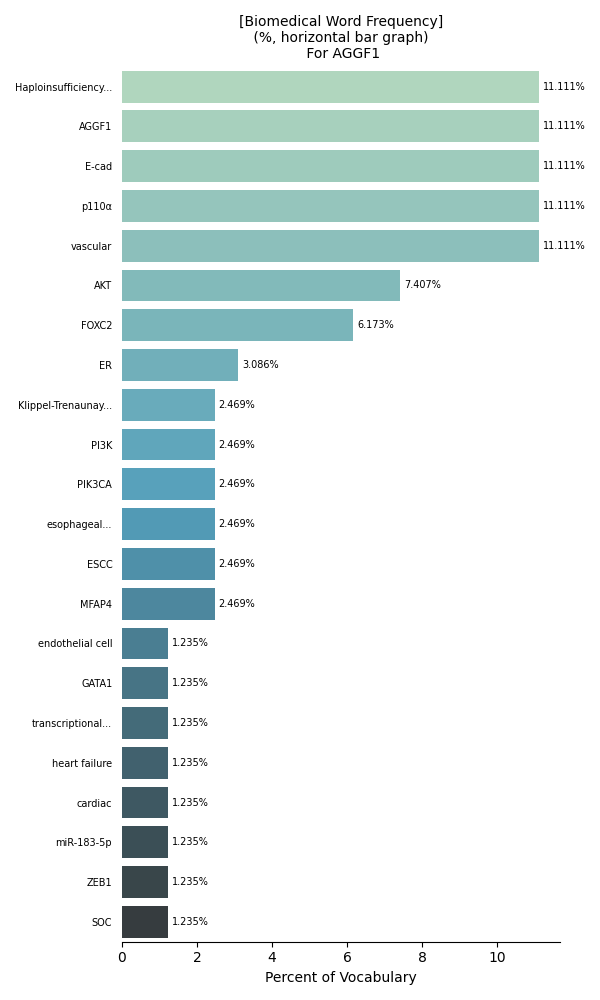 [Biomedical Word Frequency]
(%, horizontal bar graph)
For AGGF1
Haploinsufficiency... 11.111%
AGGF1 11.111%
E-cad 11.111%
p110α 11.111%
vascular 11.111%
AKT 7.407%
FOXC2 6.173%
ER 3.086%
Klippel-Trenaunay... 2.469%
PI3K 2.469%
PIK3CA 2.469%
esophageal... 2.469%
ESCC 2.469%
MFAP4 2.469%
endothelial cell 1.235%
GATA1 1.235%
transcriptional... 1.235%
heart failure 1.235%
cardiac 1.235%
miR-183-5p 1.235%
ZEB1 1.235%
SOC 1.235%
0 2 4 6 8 10
Percent of Vocabulary